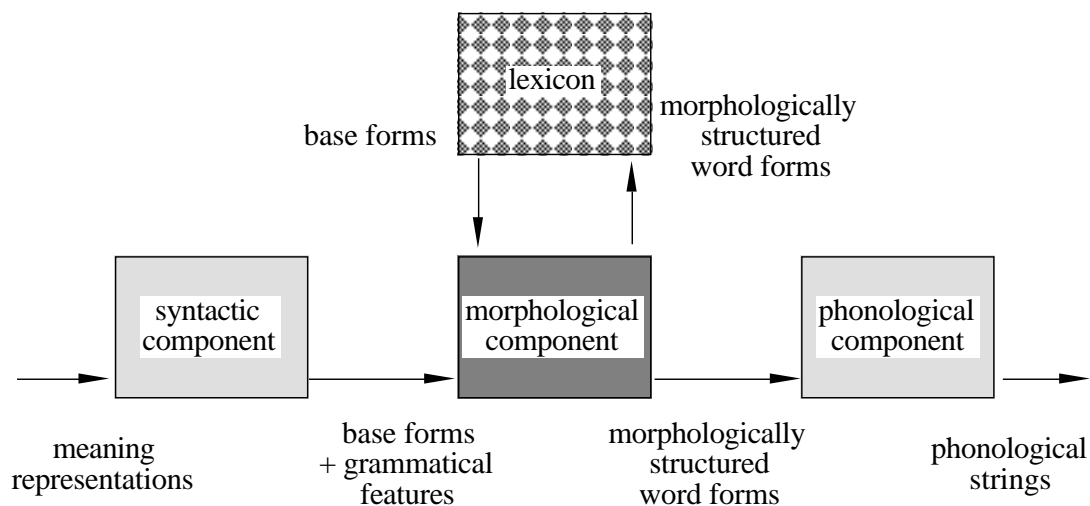 lexicon
base forms
morphologically
structured
word forms
syntactic
component
morphological
component
phonological
component
meaning
representations
base forms
+ grammatical
features
morphologically
structured
word forms
phonological
strings